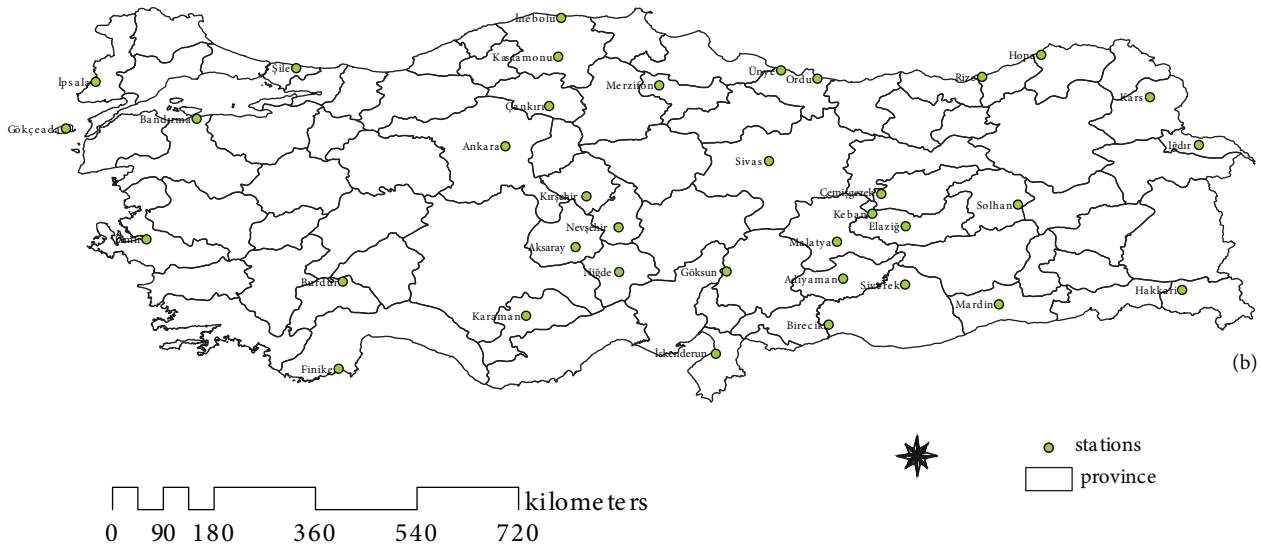 İnebolu
Kastamonu
Şile
Ünye
Ordu
Hopa
Rize
İpsala
Merzifon
Kars
Çankırı
Gökçeada
Bandırma
Ankara
Iğdır
Sivas
Kırşehir
Çemişgezek
Solhan
Keban
Nevşehir
Elazığ
Aksaray
Malatya
Niğde
Göksun
Burdur
Adıyaman
Siverek
Hakkari
Mardin
Karaman
Birecik
İskenderun
Finike
(b)
stations
province
kilometers
0 90 180 360 540 720